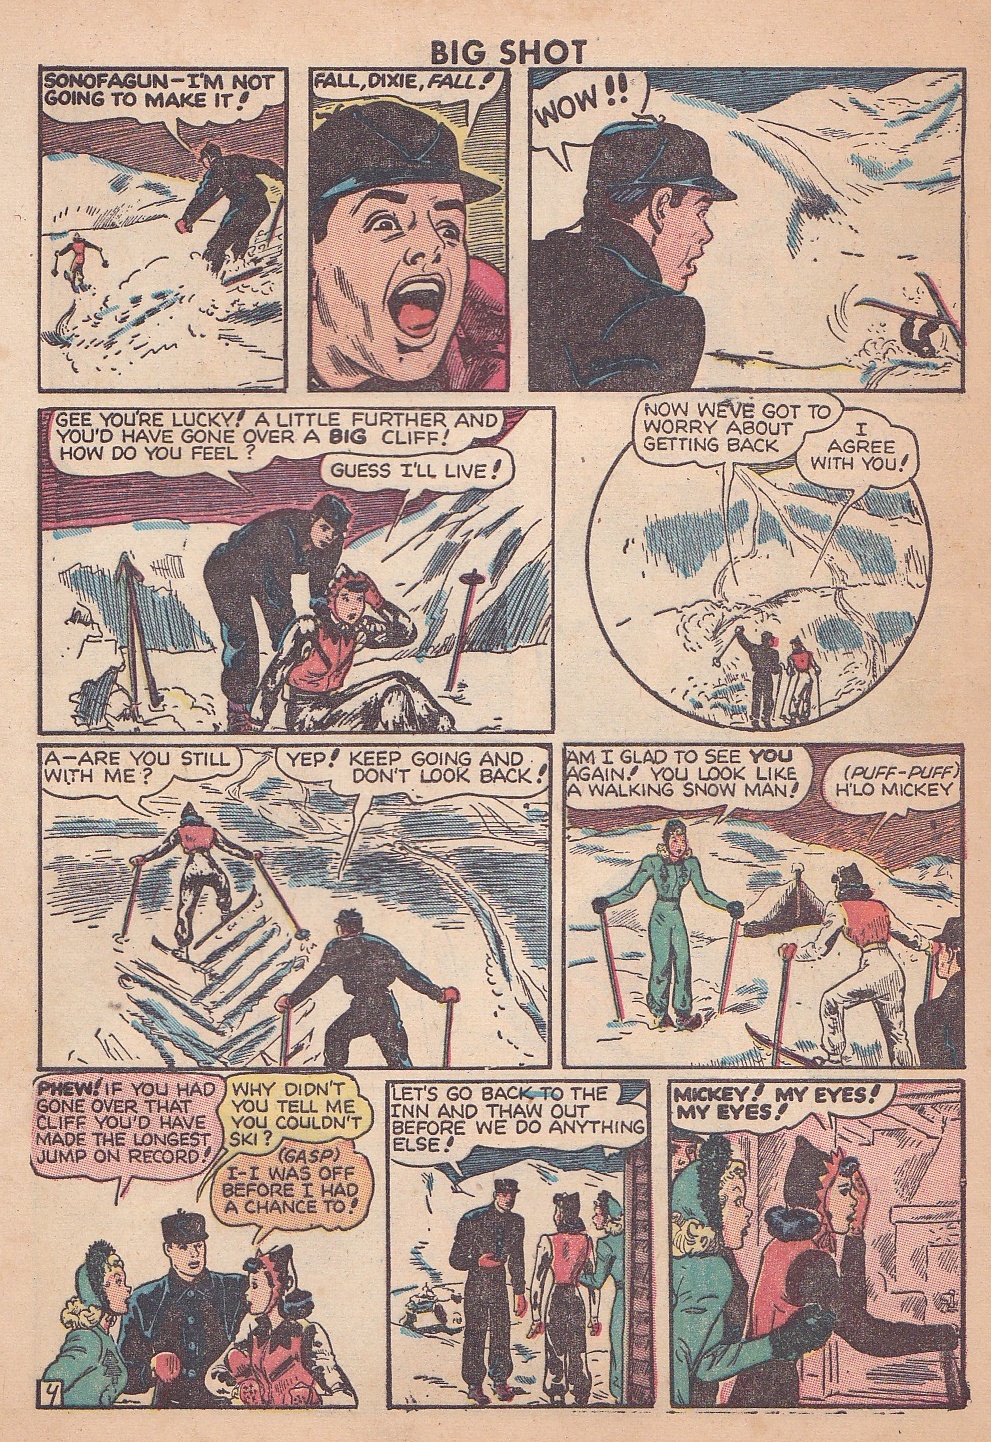 BIG SHOT
SONOFAGUN—I'M NOT
GOING TO MAKE IT!
FALL, DIXIE, FALL!
WOW!!
GEE YOU'RE LUCKY! A LITTLE FURTHER AND
YOU'D HAVE GONE OVER A BIG CLIFF!
HOW DO YOU FEEL?
GUESS I'LL LIVE!
NOW WE'VE GOT TO
WORRY ABOUT
GETTING BACK
I
AGREE
WITH YOU!
A—ARE YOU STILL
WITH ME?
YEP! KEEP GOING AND
DON'T LOOK BACK!
AM I GLAD TO SEE YOU
AGAIN! YOU LOOK LIKE
A WALKING SNOW MAN!
(PUFF-PUFF)
H'LO MICKEY
PHEW! IF YOU HAD
GONE OVER THAT
CLIFF YOU'D HAVE
MADE THE LONGEST
JUMP ON RECORD!
WHY DIDN'T
YOU TELL ME
YOU COULDN'T
SKI?
(GASP)
I-I WAS OFF
BEFORE I HAD
A CHANCE TO!
LET'S GO BACK TO THE
INN AND THAW OUT
BEFORE WE DO ANYTHING
ELSE!
MICKEY! MY EYES!
MY EYES!
4